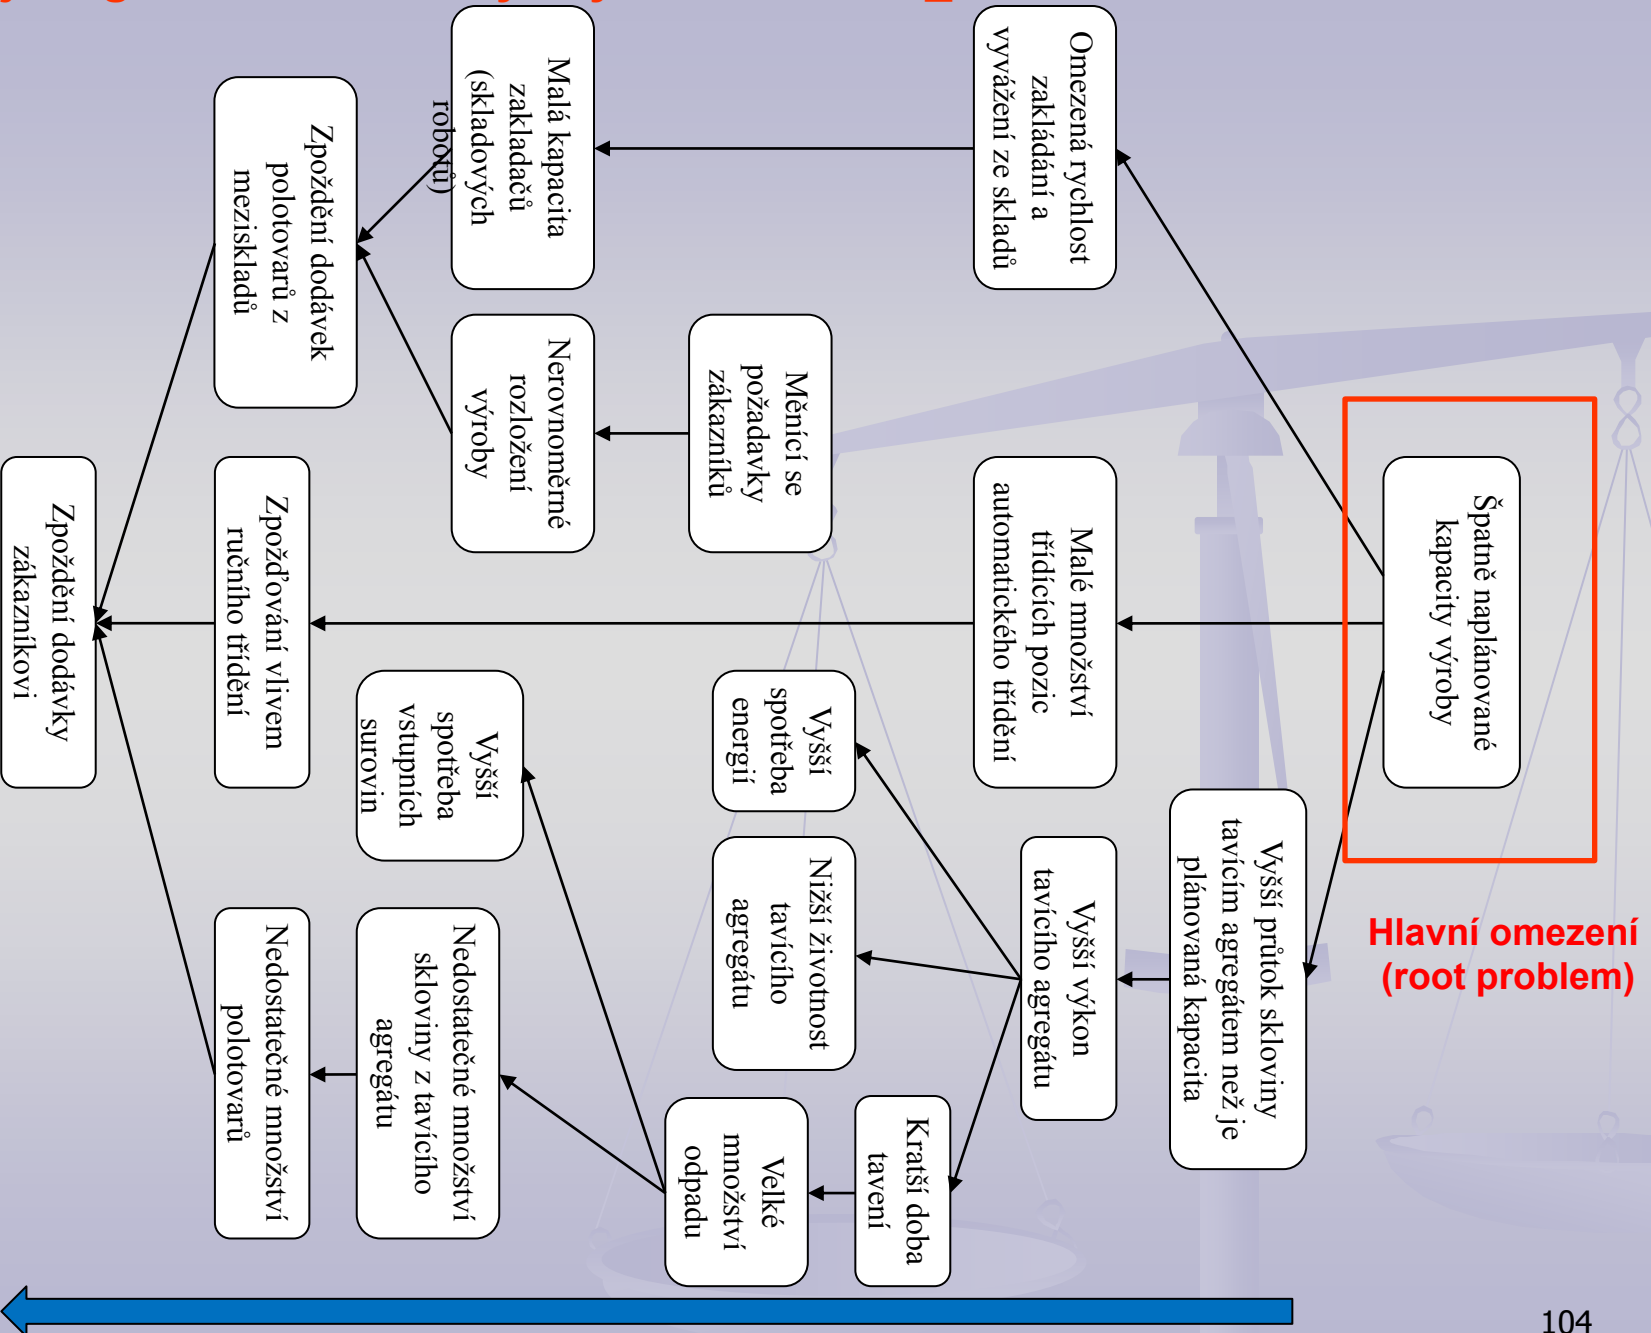 Omezená rychlost
zakládání a
vyvážení ze skladů
Malá kapacita
zakladačů
(skladových
robotů)
Zpoždění dodávek
polotovarů z
meziskladů
Měnící se
požadavky
zákazníků
Nerovnoměrné
rozložení
výroby
Špatně naplánované
kapacity výroby
Malé množství
třídících pozic
automatického třídění
Zpožďování vlivem
ručního třídění
Zpoždění dodávky
zákazníkovi
Vyšší
spotřeba
energií
Vyšší
spotřeba
vstupních
surovin
Vyšší průtok skloviny
tavícím agregátem než je
plánovaná kapacita
Vyšší výkon
tavícího agregátu
Nižší životnost
tavícího
agregátu
Nedostatečné množství
skloviny z tavícího
agregátu
Nedostatečné množství
polotovarů
Kratší doba
tavení
Velké
množství
odpadu
Hlavní omezení
(root problem)
104